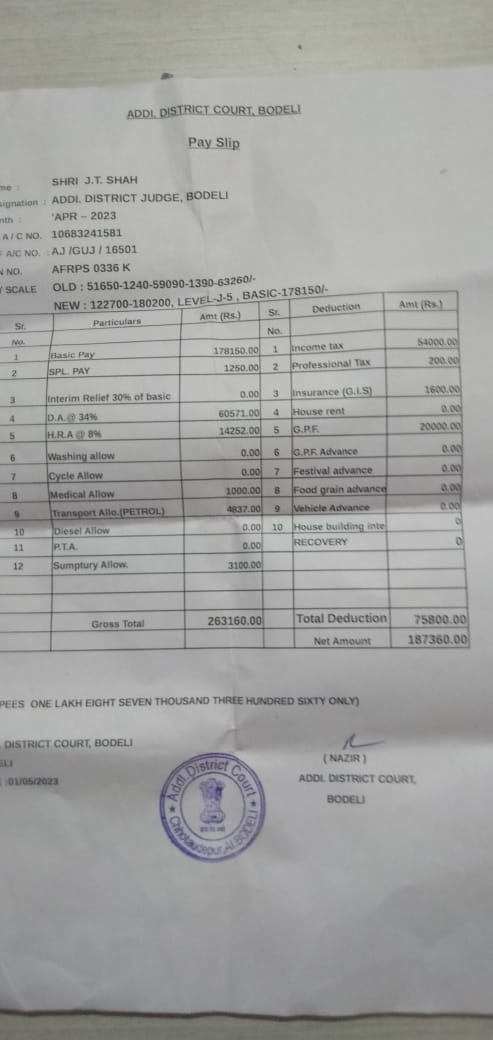 ADDI. DISTRICT COURT, BODELI
Pay Slip
me : SHRI J.T. SHAH
signation : ADDI. DISTRICT JUDGE, BODELI
nth : 'APR – 2023
A / C NO. 10683241581
A/C NO. : AJ /GUJ / 16501
N NO. AFRPS 0336 K
Y SCALE OLD : 51650-1240-59090-1390-63260/-
NEW : 122700-180200, LEVEL-J-5 , BASIC-178150/-
Sr. No. Particulars Amt (Rs.) Sr. No. Deduction Amt (Rs.)
1 Basic Pay 178150.00 1 Income tax 54000.00
2 SPL. PAY 1250.00 2 Professional Tax 200.00
3 Interim Relief 30% of basic 0.00 3 Insurance (G.I.S) 1600.00
4 D.A.@ 34% 60571.00 4 House rent 0.00
5 H.R.A @ 8% 14252.00 5 G.P.F. 20000.00
6 Washing allow 0.00 6 G.P.F. Advance 0.00
7 Cycle Allow 0.00 7 Festival advance 0.00
8 Medical Allow 1000.00 8 Food grain advance 0.00
9 Transport Allo.(PETROL) 4837.00 9 Vehicle Advance 0.00
10 Diesel Allow 0.00 10 House building inte 0
11 P.T.A. 0.00 RECOVERY 0
12 Sumptury Allow. 3100.00
Gross Total 263160.00 Total Deduction 75800.00
Net Amount 187360.00
PEES ONE LAKH EIGHT SEVEN THOUSAND THREE HUNDRED SIXTY ONLY)
. DISTRICT COURT, BODELI
ELI
:01/05/2023
( NAZIR )
ADDI. DISTRICT COURT,
BODELI
Addl. District Court
Chhotaudepur, At BODELI